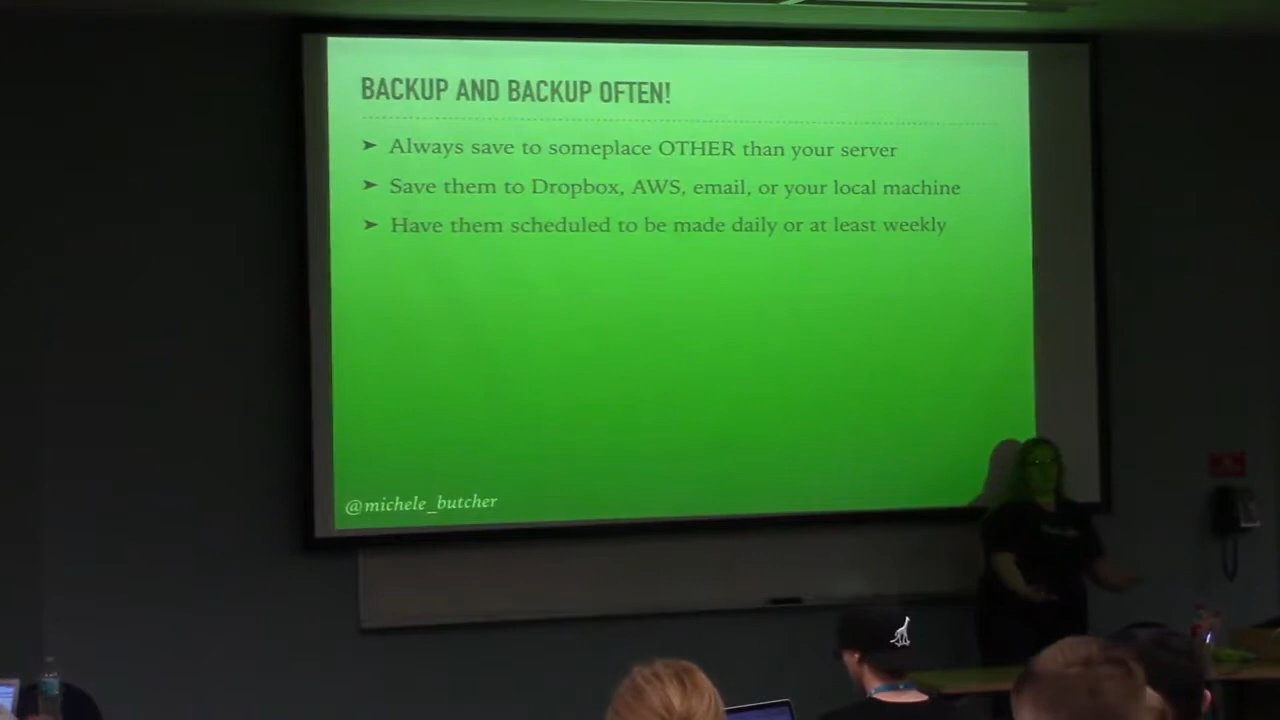 BACKUP AND BACKUP OFTEN!
➤ Always save to someplace OTHER than your server
➤ Save them to Dropbox, AWS, email, or your local machine
➤ Have them scheduled to be made daily or at least weekly
@michele_butcher